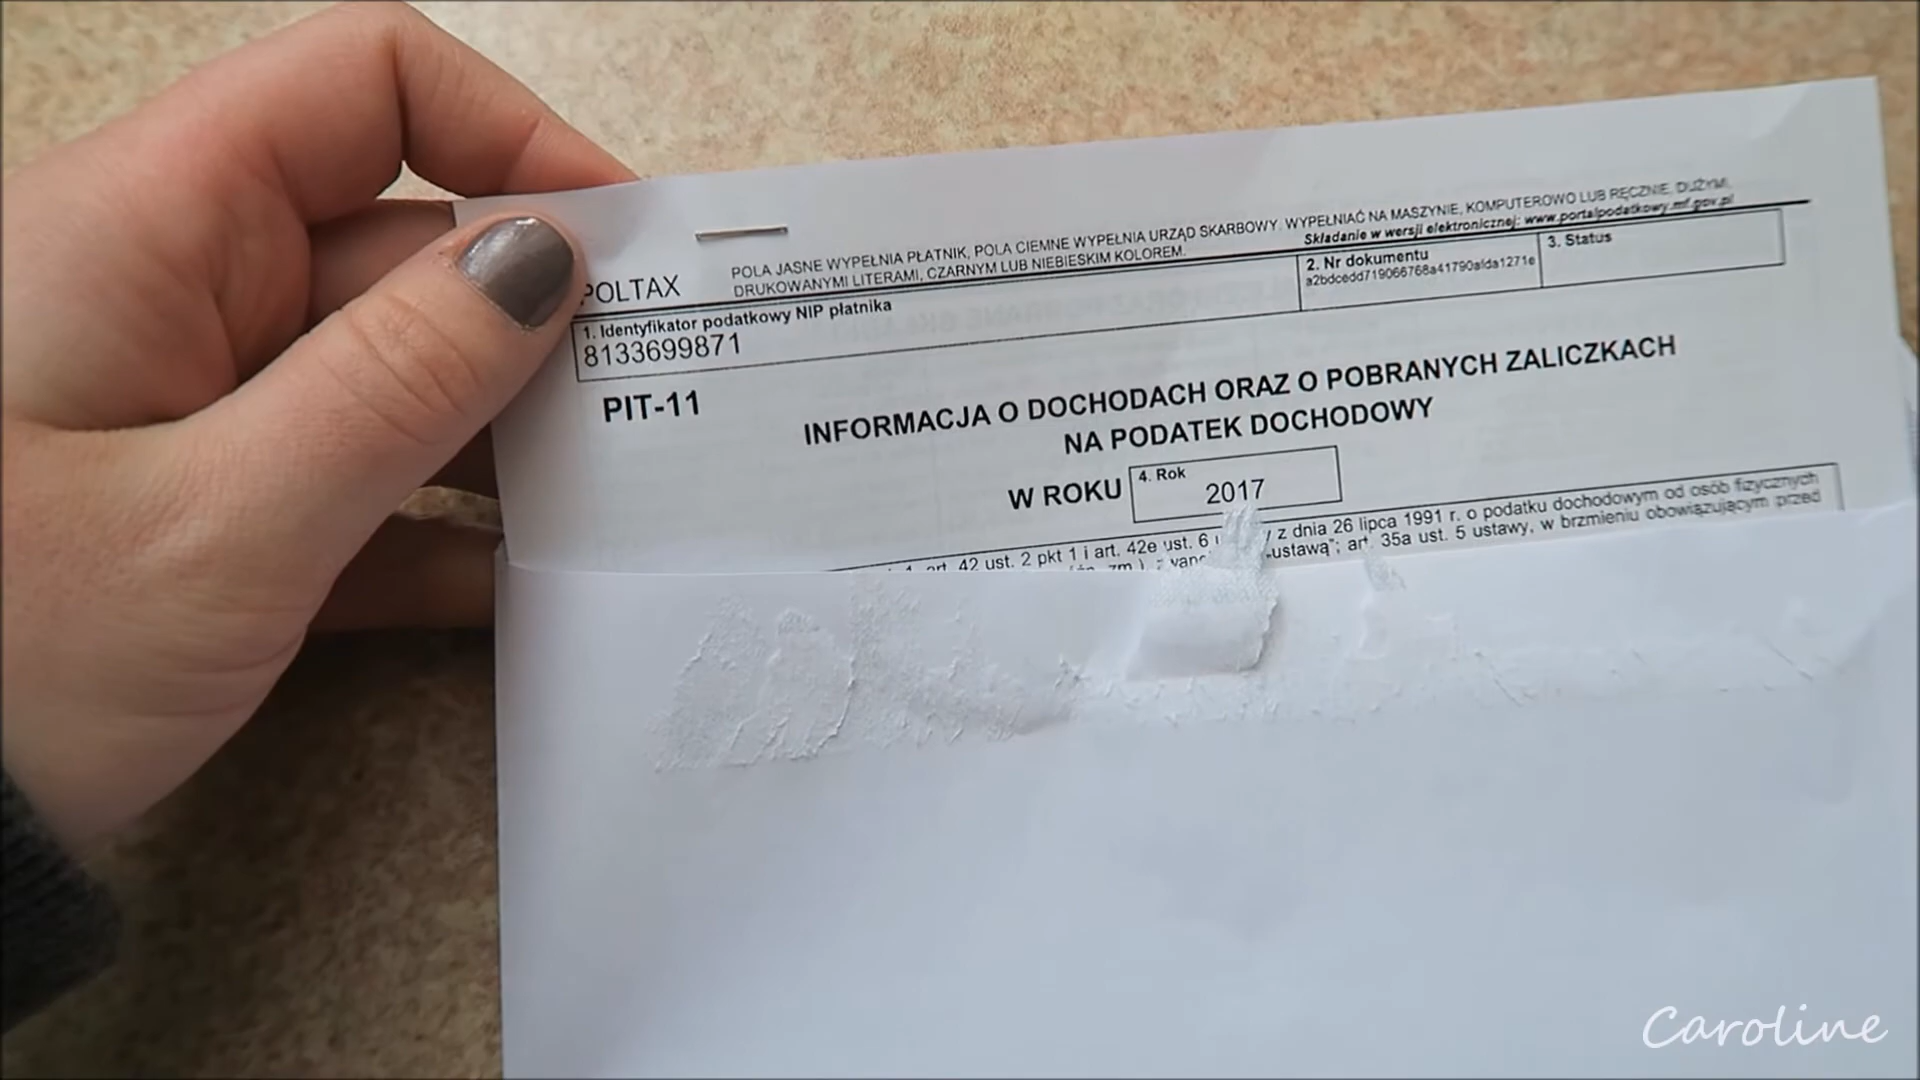 POLTAX
POLA JASNE WYPEŁNIA PŁATNIK, POLA CIEMNE WYPEŁNIA URZĄD SKARBOWY. WYPEŁNIAĆ NA MASZYNIE, KOMPUTEROWO LUB RĘCZNIE, DUŻYMI,
DRUKOWANYMI LITERAMI, CZARNYM LUB NIEBIESKIM KOLOREM.
Składanie w wersji elektronicznej: www.portalpodatkowy.mf.gov.pl
1. Identyfikator podatkowy NIP płatnika
8133699871
2. Nr dokumentu
3. Status
PIT-11
INFORMACJA O DOCHODACH ORAZ O POBRANYCH ZALICZKACH
NA PODATEK DOCHODOWY
W ROKU
4. Rok
2017
art. 42 ust. 2 pkt 1 i art. 42e ust. 6 z dnia 26 lipca 1991 r. o podatku dochodowym od osób fizycznych
zm.), -ustawą"; art. 35a ust. 5 ustawy, w brzmieniu obowiązującym przed
Caroline